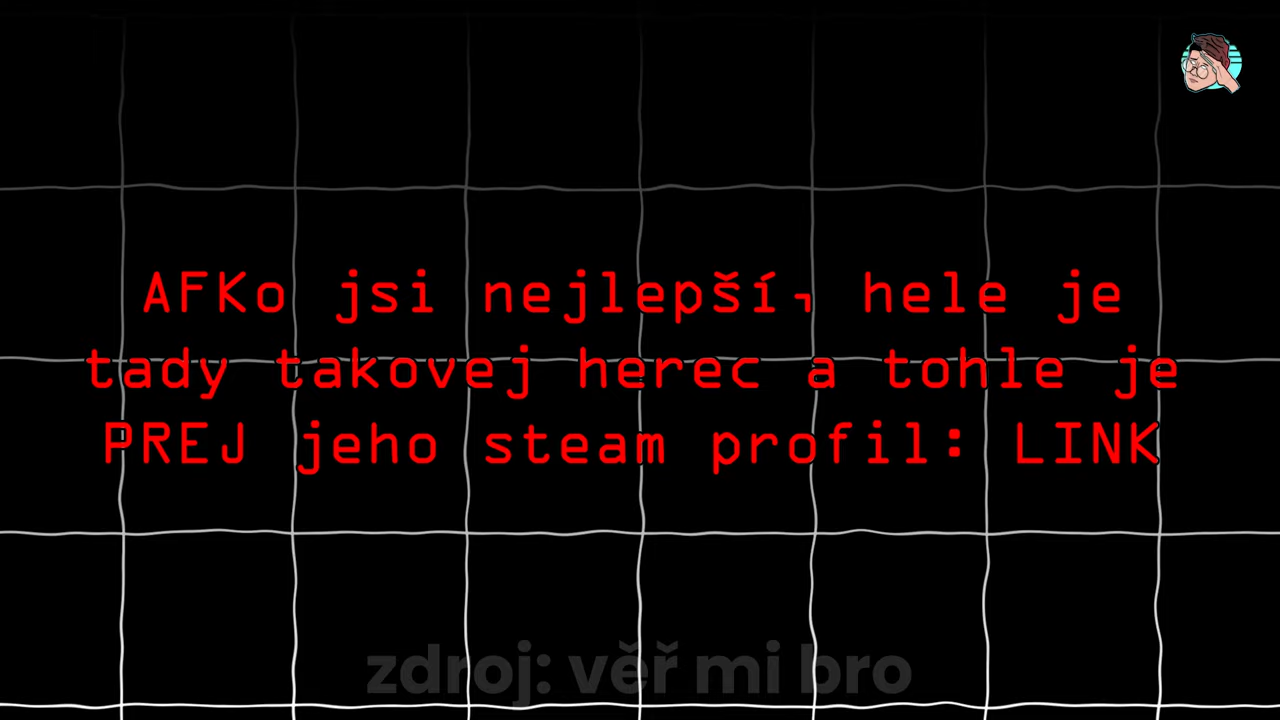 AFKo jsi nejlepší, hele je
tady takovej herec a tohle je
PREJ jeho steam profil: LINK
zdroj: věř mi bro